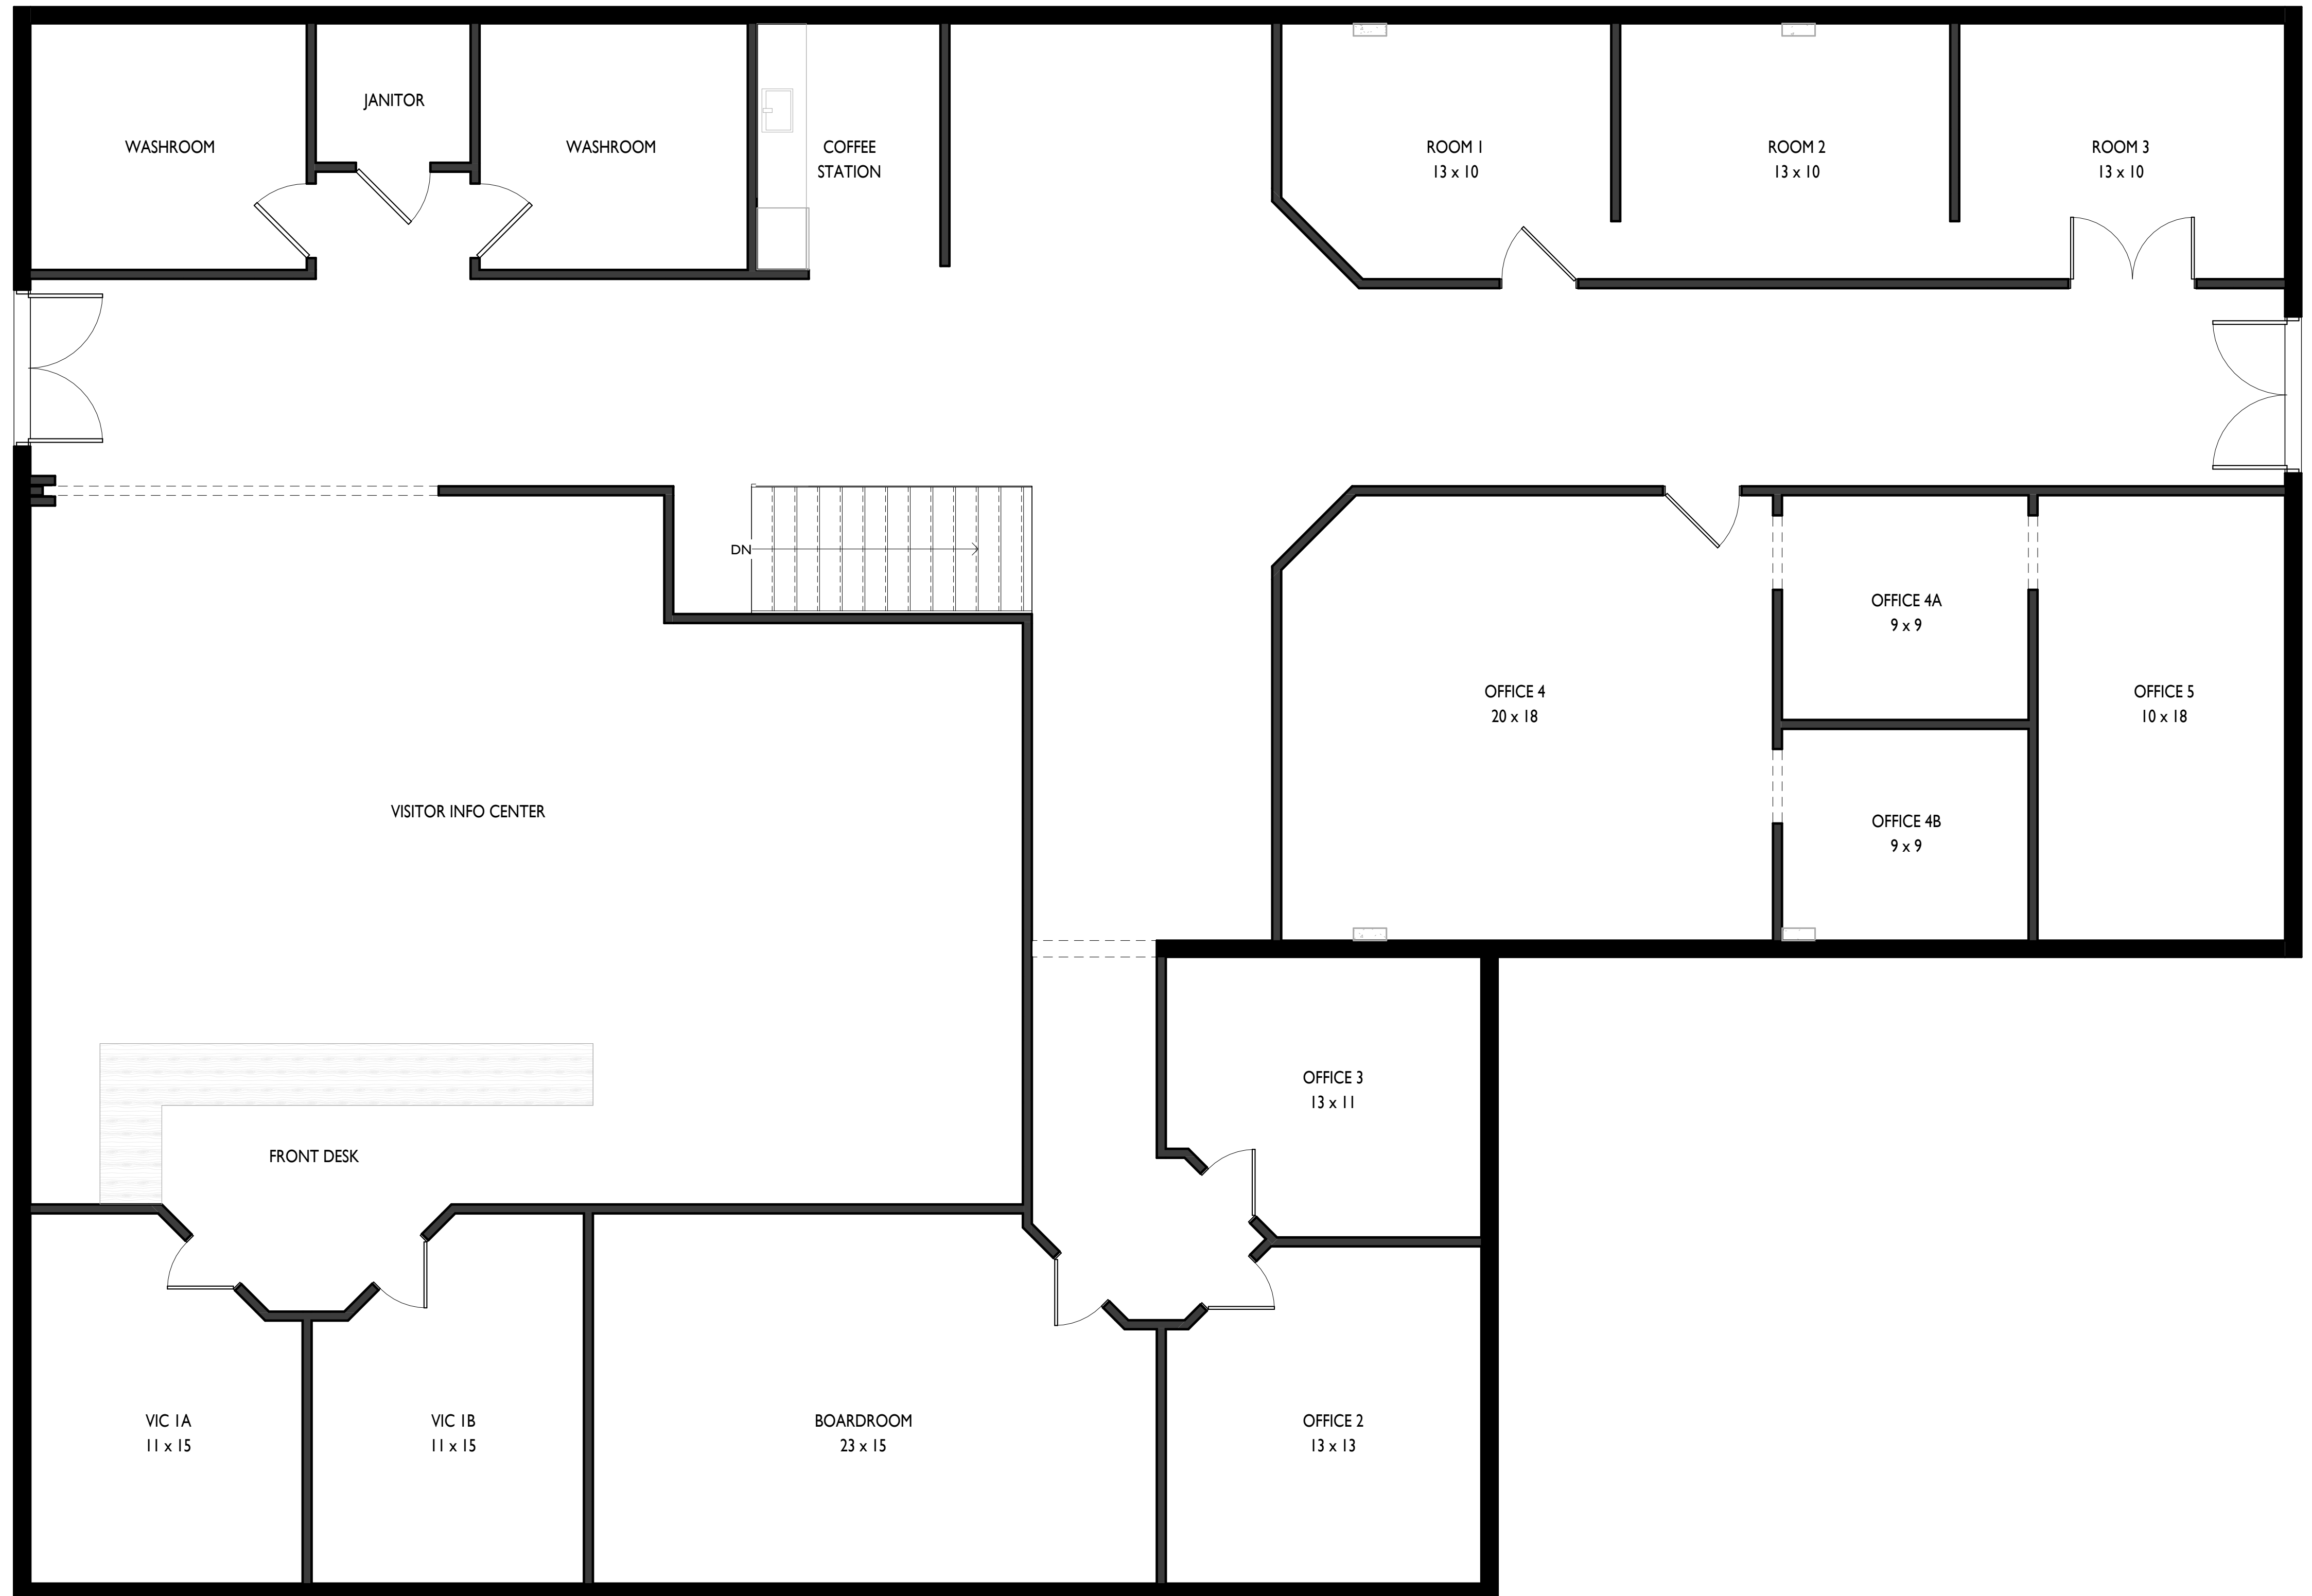 JANITOR
WASHROOM
WASHROOM
COFFEE
STATION
ROOM 1
13 x 10
ROOM 2
13 x 10
ROOM 3
13 x 10
DN
OFFICE 4A
9 x 9
OFFICE 4
20 x 18
OFFICE 5
10 x 18
VISITOR INFO CENTER
OFFICE 4B
9 x 9
OFFICE 3
13 x 11
FRONT DESK
VIC 1A
11 x 15
VIC 1B
11 x 15
BOARDROOM
23 x 15
OFFICE 2
13 x 13